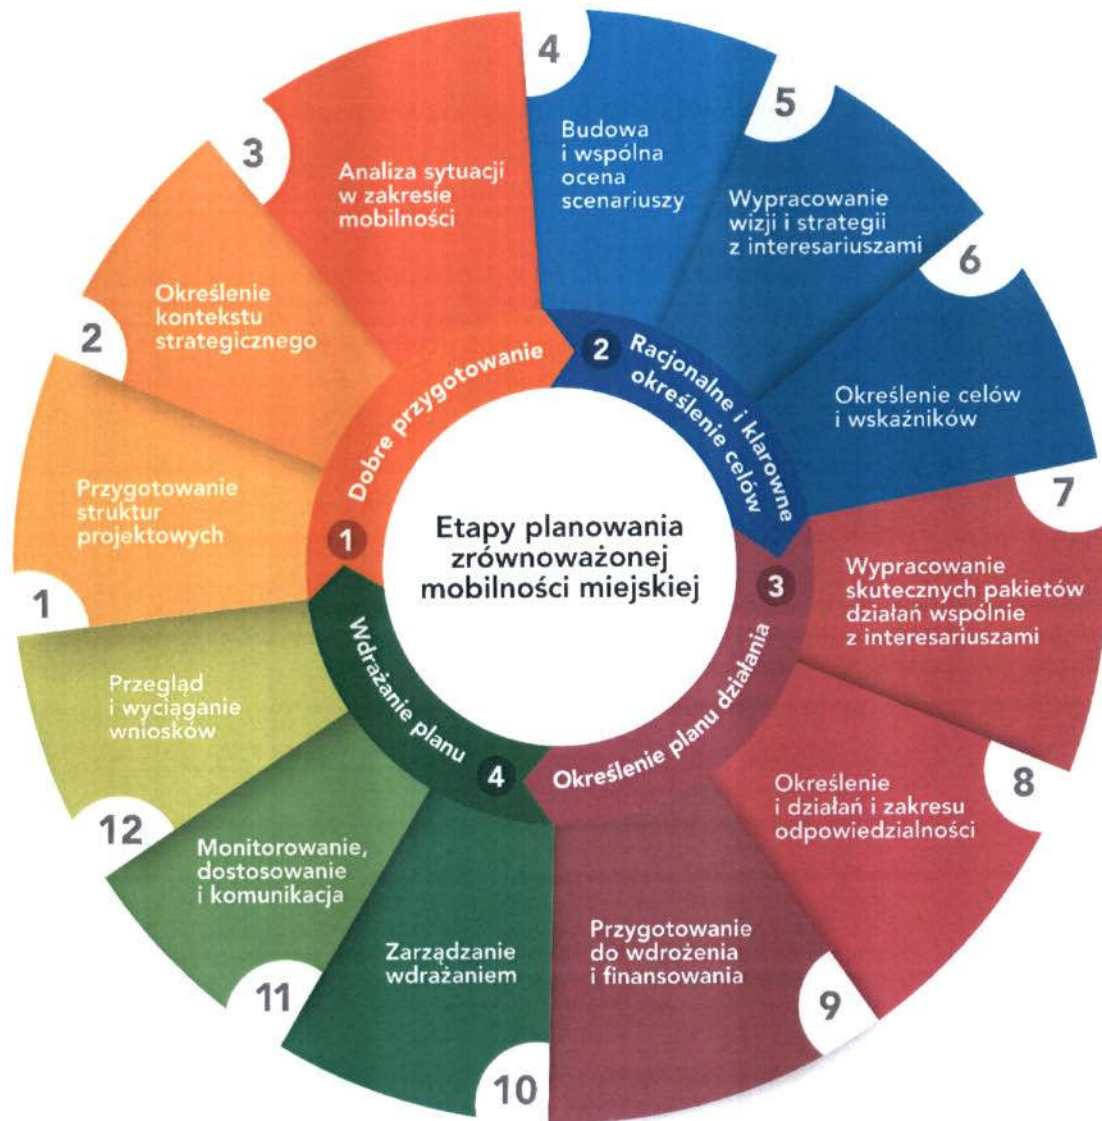 Etapy planowania
zrównoważonej
mobilności miejskiej
1
Dobre przygotowanie
2
Racjonalne i klarowne
określenie celów
3
Określenie planu działania
4
Wdrażanie planu
1
Przygotowanie
struktur
projektowych
2
Określenie
kontekstu
strategicznego
3
Analiza sytuacji
w zakresie
mobilności
4
Budowa
i wspólna
ocena
scenariuszy
5
Wypracowanie
wizji i strategii
z interesariuszami
6
Określenie celów
i wskaźników
7
Wypracowanie
skutecznych pakietów
działań wspólnie
z interesariuszami
8
Określenie
i działań i zakresu
odpowiedzialności
9
Przygotowanie
do wdrożenia
i finansowania
10
Zarządzanie
wdrażaniem
11
Monitorowanie,
dostosowanie
i komunikacja
12
Przegląd
i wyciąganie
wniosków